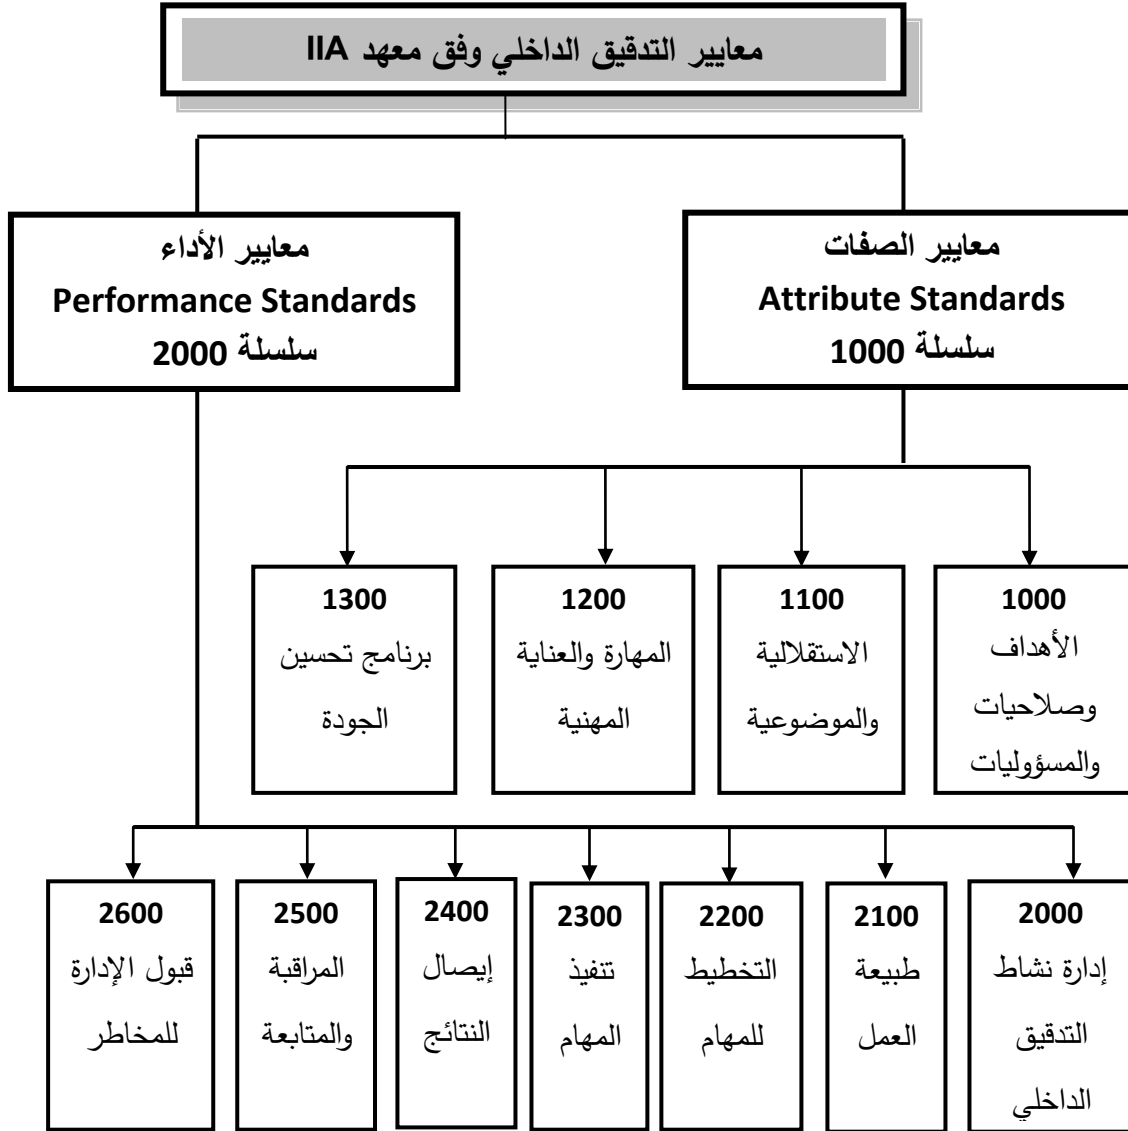 معايير التدقيق الداخلي وفق معهد IIA
معايير الصفات
Attribute Standards
سلسلة 1000
معايير الأداء
Performance Standards
سلسلة 2000
1000
الأهداف
وصلاحيات
والمسؤوليات
1100
الاستقلالية
والموضوعية
1200
المهارة والعناية
المهنية
1300
برنامج تحسين
الجودة
2000
إدارة نشاط
التدقيق
الداخلي
2100
طبيعة
العمل
2200
التخطيط
للمهام
2300
تنفيذ
المهام
2400
إيصال
النتائج
2500
المراقبة
والمتابعة
2600
قبول الإدارة
للمخاطر